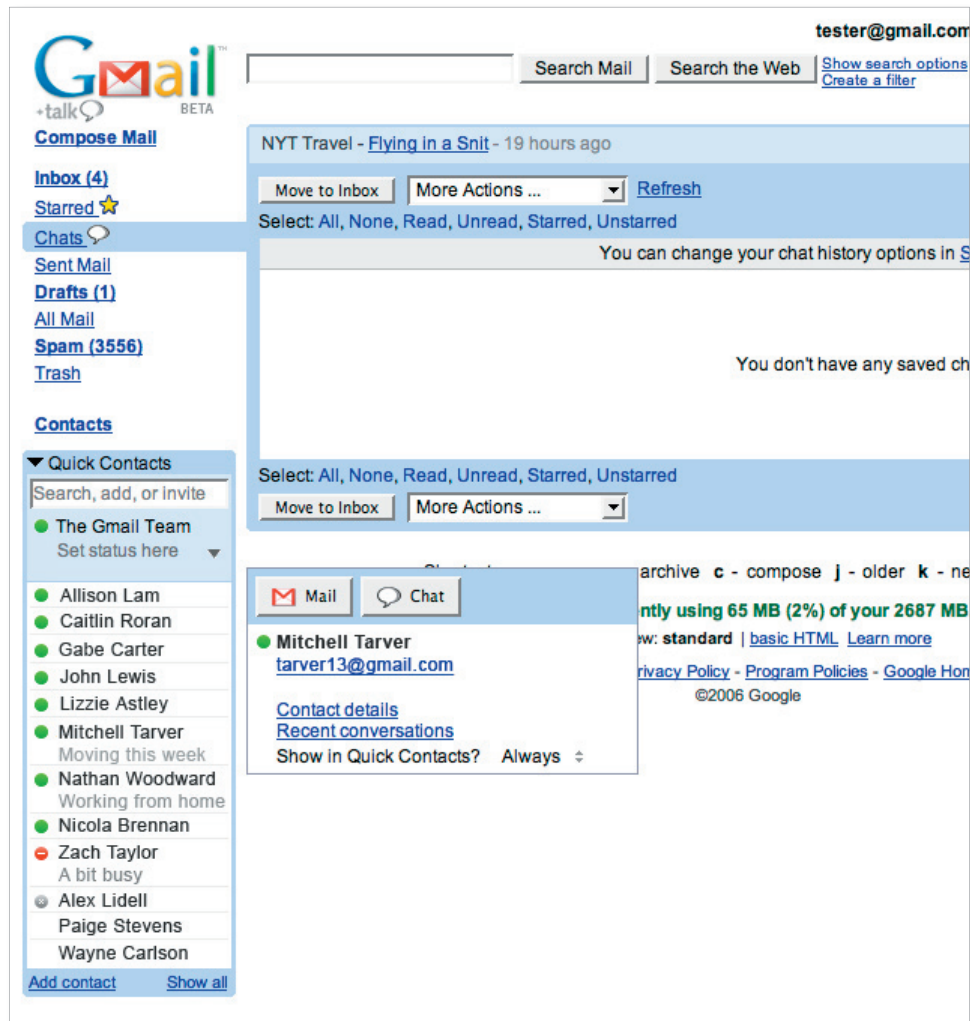 tester@gmail.com
Gmail™
+talk BETA
Search Mail Search the Web Show search options
Create a filter
Compose Mail
NYT Travel - Flying in a Snit - 19 hours ago
Inbox (4)
Starred
Chats
Sent Mail
Drafts (1)
All Mail
Spam (3556)
Trash
Contacts
Move to Inbox More Actions ... Refresh
Select: All, None, Read, Unread, Starred, Unstarred
You can change your chat history options in S
You don't have any saved ch
Select: All, None, Read, Unread, Starred, Unstarred
Move to Inbox More Actions ...
Quick Contacts
Search, add, or invite
The Gmail Team
Set status here
Allison Lam
Caitlin Roran
Gabe Carter
John Lewis
Lizzie Astley
Mitchell Tarver
Moving this week
Nathan Woodward
Working from home
Nicola Brennan
Zach Taylor
A bit busy
Alex Lidell
Paige Stevens
Wayne Carlson
Add contact Show all
archive c - compose j - older k - ne
ntly using 65 MB (2%) of your 2687 MB
ew: standard | basic HTML Learn more
rivacy Policy - Program Policies - Google Hom
©2006 Google
Mail Chat
Mitchell Tarver
tarver13@gmail.com
Contact details
Recent conversations
Show in Quick Contacts? Always